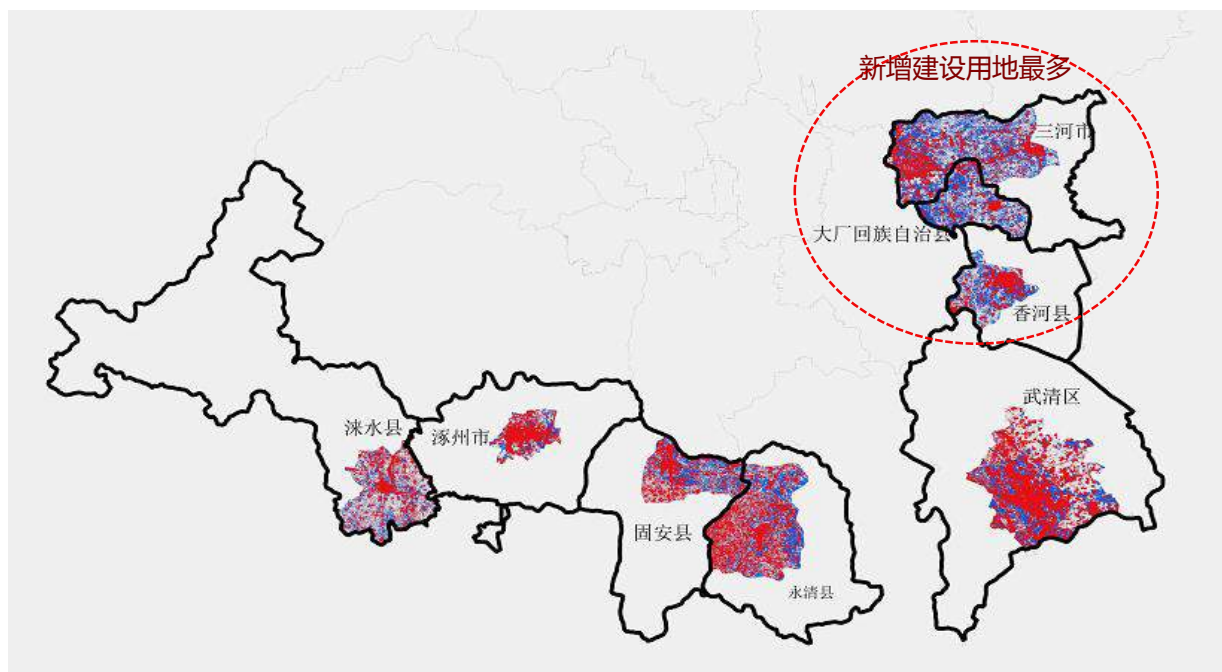 新增建设用地最多
三河市
大厂回族自治县
香河县
武清区
涞水县
涿州市
固安县
永清县